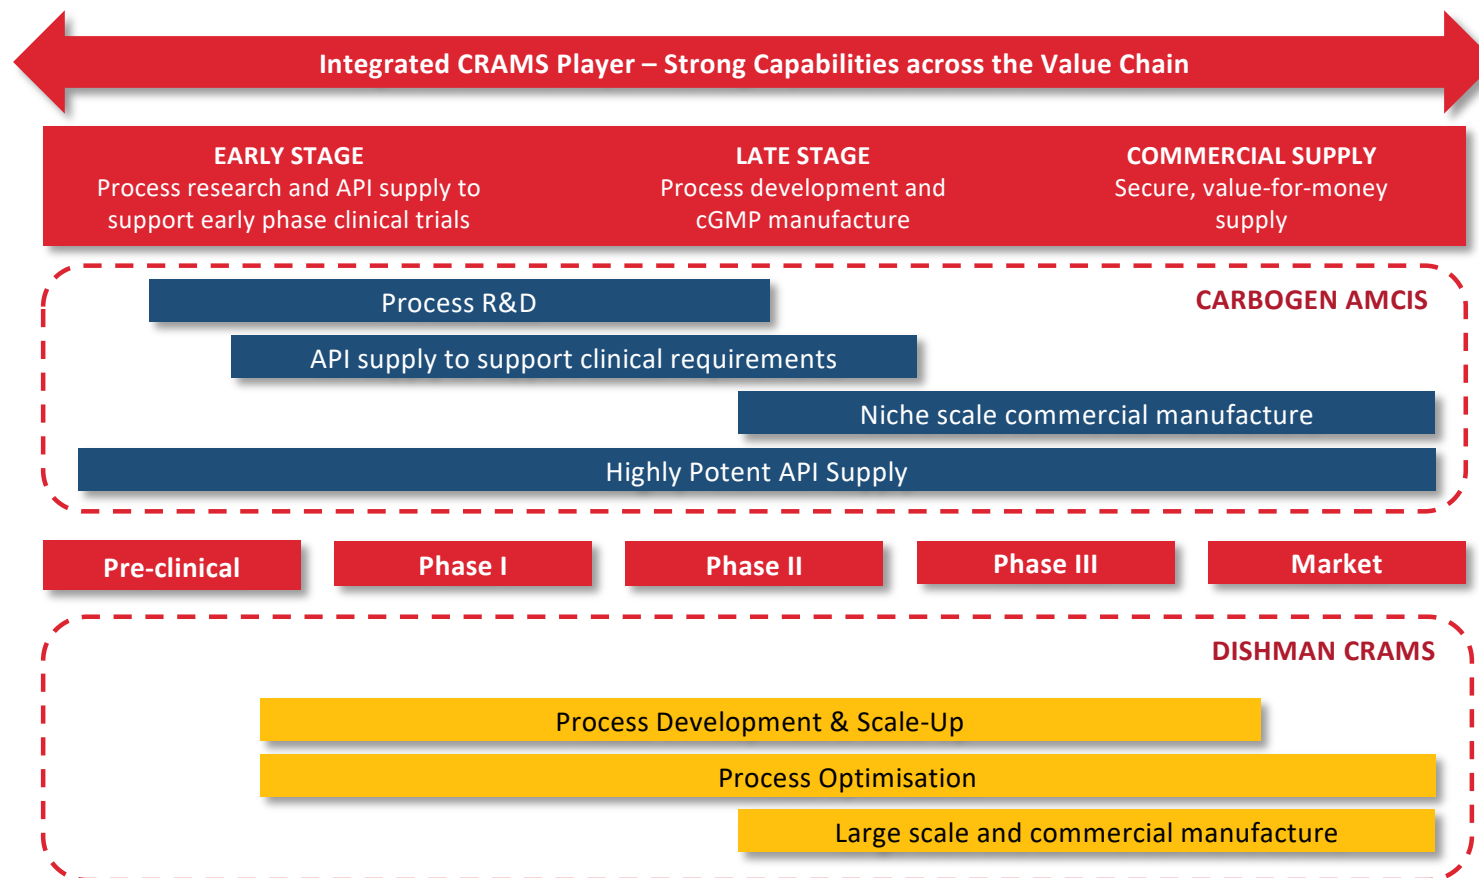 Integrated CRAMS Player – Strong Capabilities across the Value Chain
EARLY STAGE
Process research and API supply to
support early phase clinical trials
LATE STAGE
Process development and
cGMP manufacture
COMMERCIAL SUPPLY
Secure, value-for-money
supply
CARBOGEN AMCIS
Process R&D
API supply to support clinical requirements
Niche scale commercial manufacture
Highly Potent API Supply
Pre-clinical
Phase I
Phase II
Phase III
Market
DISHMAN CRAMS
Process Development & Scale-Up
Process Optimisation
Large scale and commercial manufacture